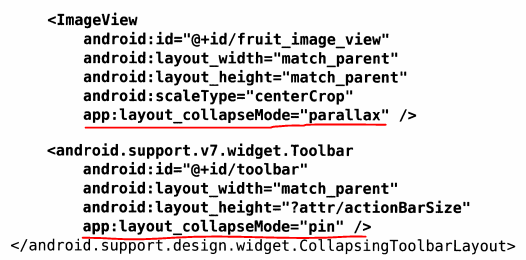 <ImageView
android:id="@+id/fruit_image_view"
android:layout_width="match_parent"
android:layout_height="match_parent"
android:scaleType="centerCrop"
app:layout_collapseMode="parallax" />
<android.support.v7.widget.Toolbar
android:id="@+id/toolbar"
android:layout_width="match_parent"
android:layout_height="?attr/actionBarSize"
app:layout_collapseMode="pin" />
</android.support.design.widget.CollapsingToolbarLayout>